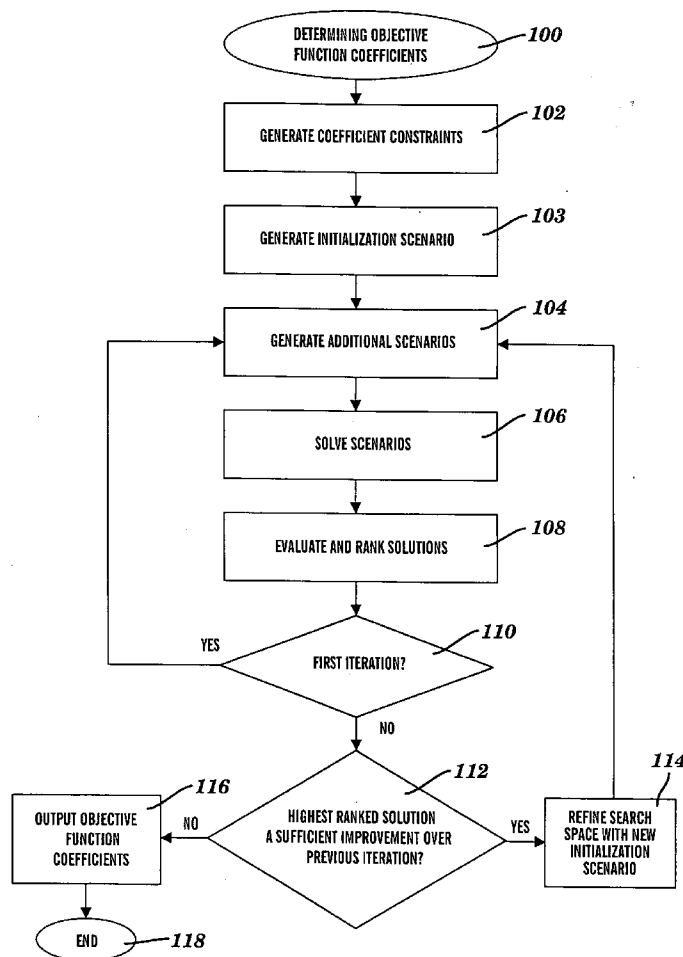 DETERMINING OBJECTIVE
FUNCTION COEFFICIENTS
100
GENERATE COEFFICIENT CONSTRAINTS
102
GENERATE INITIALIZATION SCENARIO
103
GENERATE ADDITIONAL SCENARIOS
104
SOLVE SCENARIOS
106
EVALUATE AND RANK SOLUTIONS
108
FIRST ITERATION?
110
YES
NO
HIGHEST RANKED SOLUTION
A SUFFICIENT IMPROVEMENT OVER
PREVIOUS ITERATION?
112
YES
NO
REFINE SEARCH
SPACE WITH NEW
INITIALIZATION
SCENARIO
114
OUTPUT OBJECTIVE
FUNCTION
COEFFICIENTS
116
END
118